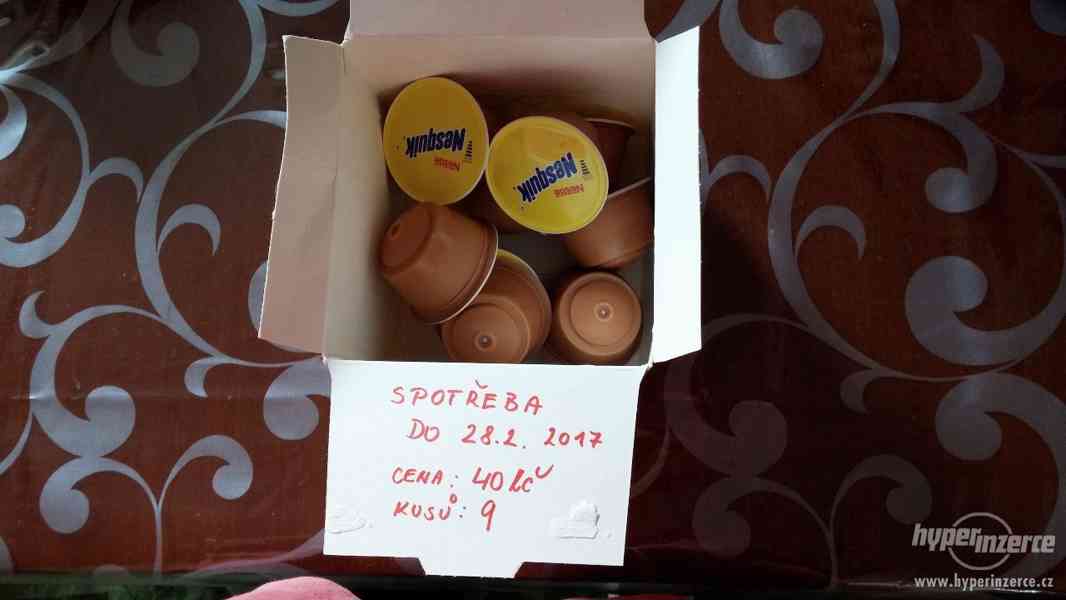 Nestlé
Nesquik
Nestlé
Nesquik
SPOTŘEBA
DO 28.2. 2017
CENA: 40 Kč
KUSŮ: 9
hyperinzerce
www.hyperinzerce.cz